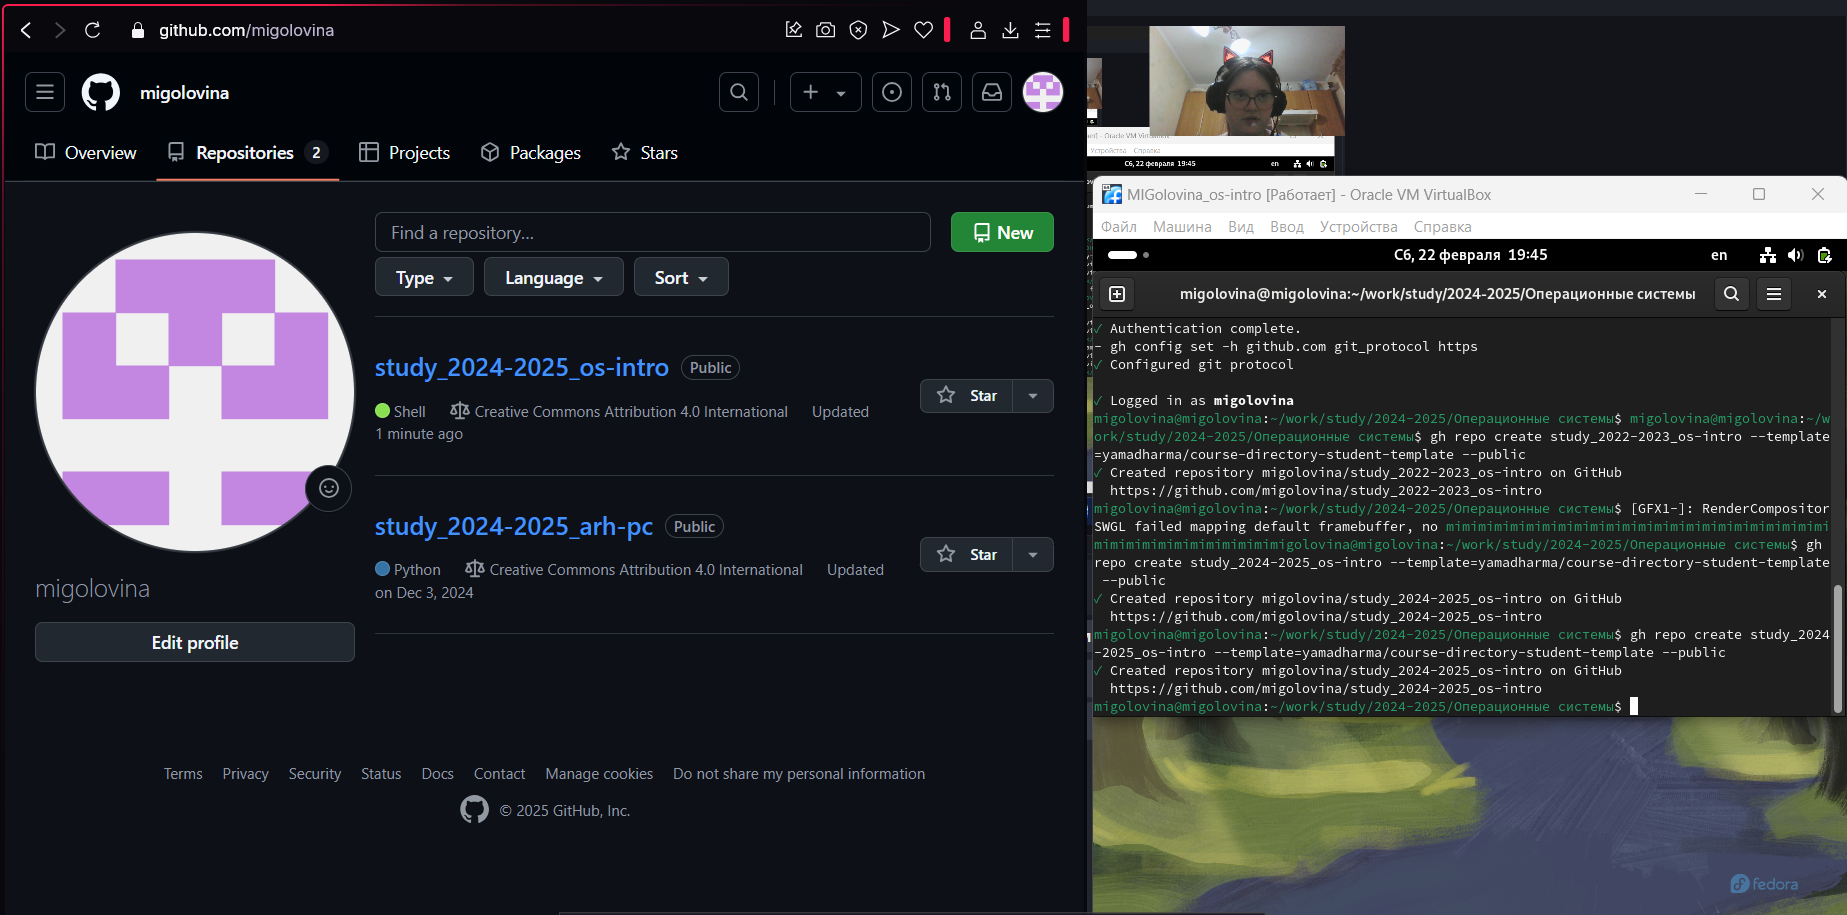 github.com/migolovina
migolovina
Overview
Repositories 2
Projects
Packages
Stars
Find a repository...
New
Type
Language
Sort
study_2024-2025_os-intro Public
Star
Shell Creative Commons Attribution 4.0 International Updated
1 minute ago
study_2024-2025_arh-pc Public
Star
Python Creative Commons Attribution 4.0 International Updated
on Dec 3, 2024
migolovina
Edit profile
Terms Privacy Security Status Docs Contact Manage cookies Do not share my personal information
© 2025 GitHub, Inc.
Oracle VM
Устройства Справка
Сб, 22 февраля 19:45
en
MIGolovina_os-intro [Работает] - Oracle VM VirtualBox
Файл Машина Вид Ввод Устройства Справка
Сб, 22 февраля 19:45
en
migolovina@migolovina:~/work/study/2024-2025/Операционные системы
✓ Authentication complete.
- gh config set -h github.com git_protocol https
✓ Configured git protocol
✓ Logged in as migolovina
migolovina@migolovina:~/work/study/2024-2025/Операционные системы$ migolovina@migolovina:~/w
ork/study/2024-2025/Операционные системы$ gh repo create study_2022-2023_os-intro --template
=yamadharma/course-directory-student-template --public
✓ Created repository migolovina/study_2022-2023_os-intro on GitHub
https://github.com/migolovina/study_2022-2023_os-intro
migolovina@migolovina:~/work/study/2024-2025/Операционные системы$ [GFX1-]: RenderCompositor
SWGL failed mapping default framebuffer, no mimimimimimimimimimimimimimimimimimimimimimimimi
mimimimimimimimimimimimigolovina@migolovina:~/work/study/2024-2025/Операционные системы$ gh
repo create study_2024-2025_os-intro --template=yamadharma/course-directory-student-template
--public
✓ Created repository migolovina/study_2024-2025_os-intro on GitHub
https://github.com/migolovina/study_2024-2025_os-intro
migolovina@migolovina:~/work/study/2024-2025/Операционные системы$ gh repo create study_2024
-2025_os-intro --template=yamadharma/course-directory-student-template --public
✓ Created repository migolovina/study_2024-2025_os-intro on GitHub
https://github.com/migolovina/study_2024-2025_os-intro
migolovina@migolovina:~/work/study/2024-2025/Операционные системы$
fedora